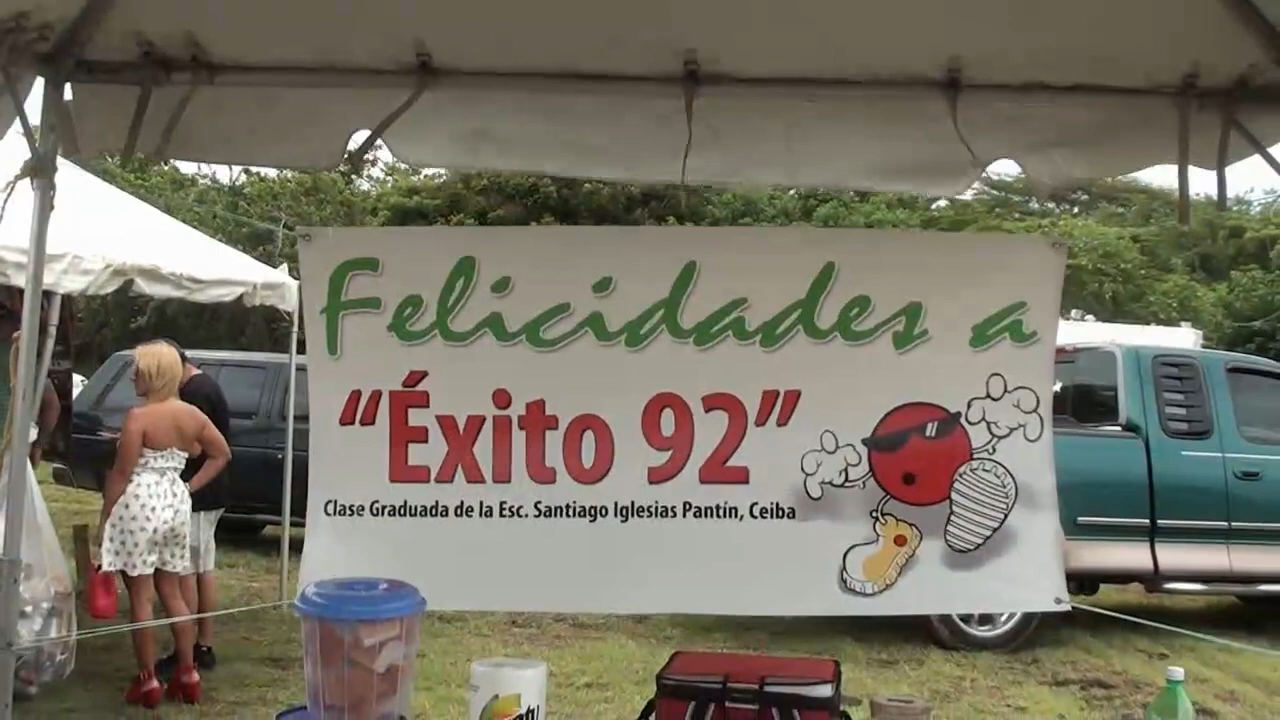 Felicidades a
“Éxito 92”
Clase Graduada de la Esc. Santiago Iglesias Pantín, Ceiba